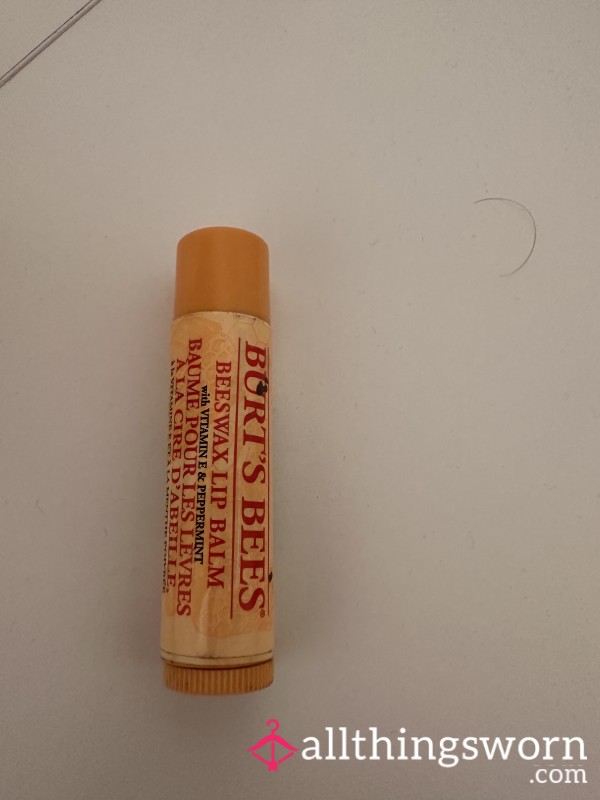 BURT'S BEES®
BEESWAX LIP BALM
with VITAMIN E & PEPPERMINT
BAUME POUR LES LÈVRES
À LA CIRE D'ABEILLE
allthingsworn
.com